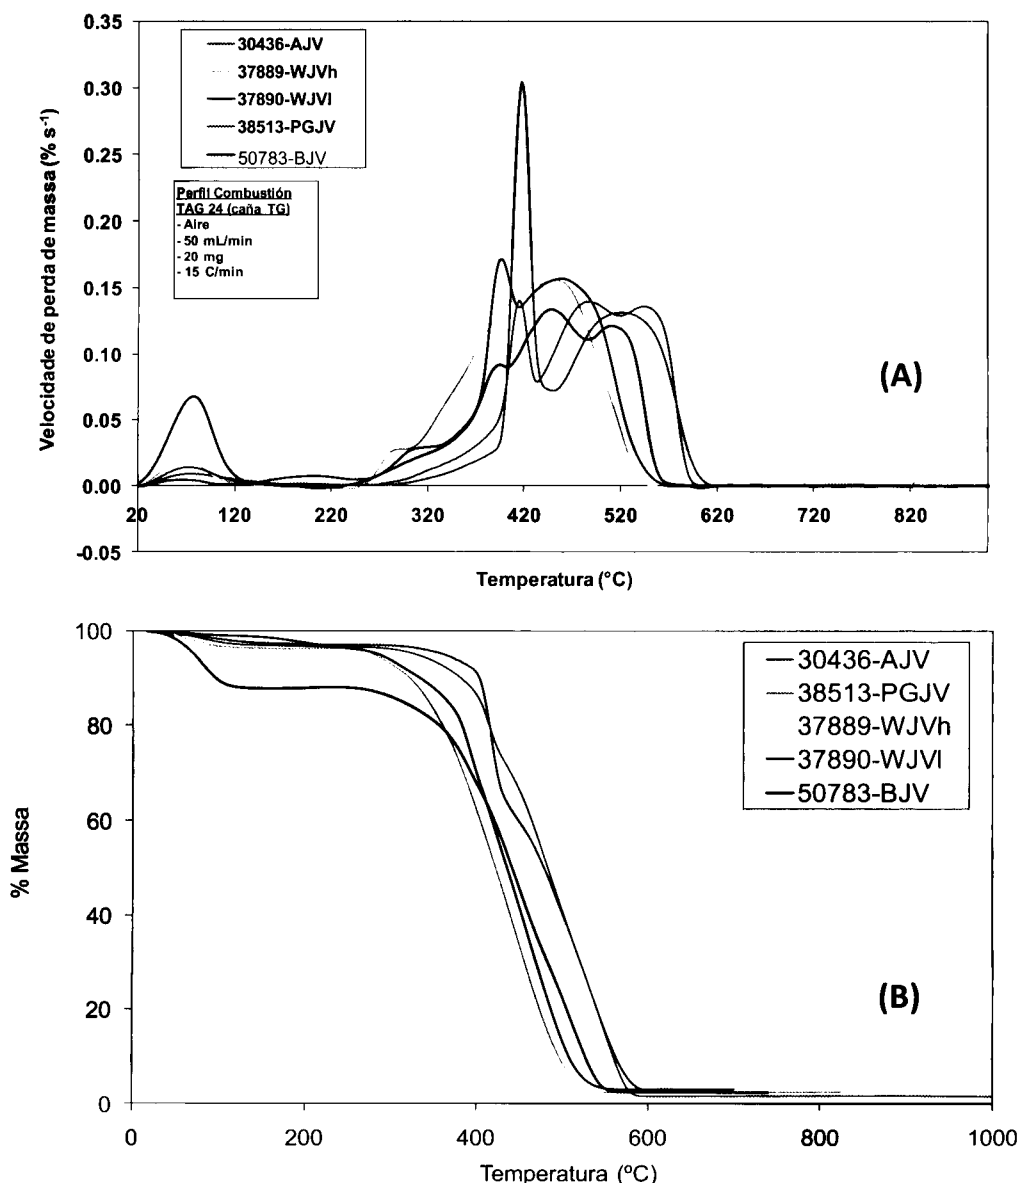 0.35
0.30
0.25
0.20
0.15
0.10
0.05
0.00
-0.05
Velocidade de perda de massa (% s⁻¹)
30436-AJV
37889-WJVh
37890-WJVl
38513-PGJV
50783-BJV
Perfil Combustión
TAG 24 (caña TG)
- Aire
- 50 mL/min
- 20 mg
- 15 C/min
(A)
20 120 220 320 420 520 620 720 820
Temperatura (°C)
100
80
60
40
20
0
% Massa
30436-AJV
38513-PGJV
37889-WJVh
37890-WJVl
50783-BJV
(B)
0 200 400 600 800 1000
Temperatura (ºC)